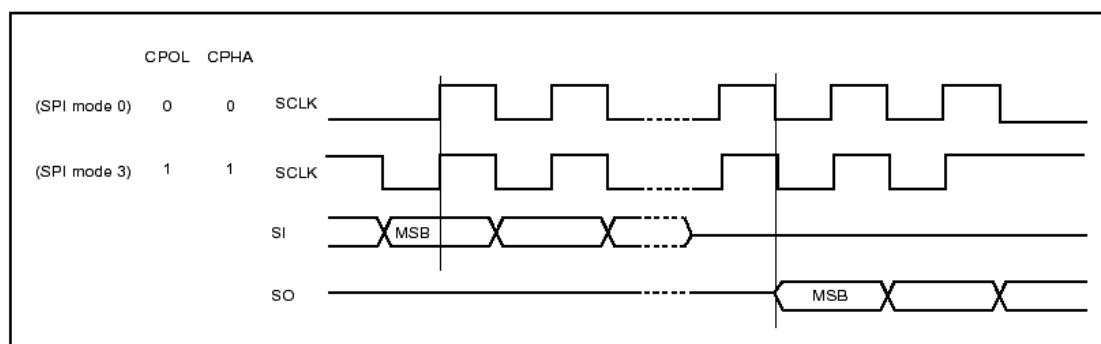 CPOL CPHA
(SPI mode 0) 0 0 SCLK
(SPI mode 3) 1 1 SCLK
SI MSB
SO MSB